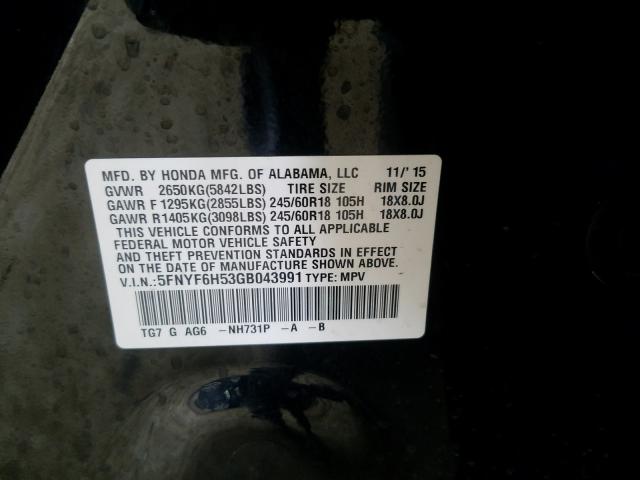 MFD. BY HONDA MFG. OF ALABAMA, LLC 11/'15
GVWR 2650KG(5842LBS) TIRE SIZE RIM SIZE
GAWR F 1295KG(2855LBS) 245/60R18 105H 18X8.0J
GAWR R1405KG(3098LBS) 245/60R18 105H 18X8.0J
THIS VEHICLE CONFORMS TO ALL APPLICABLE
FEDERAL MOTOR VEHICLE SAFETY
AND THEFT PREVENTION STANDARDS IN EFFECT
ON THE DATE OF MANUFACTURE SHOWN ABOVE.
V.I.N.:5FNYF6H53GB043991 TYPE: MPV
TG7 G AG6 -NH731P -A -B